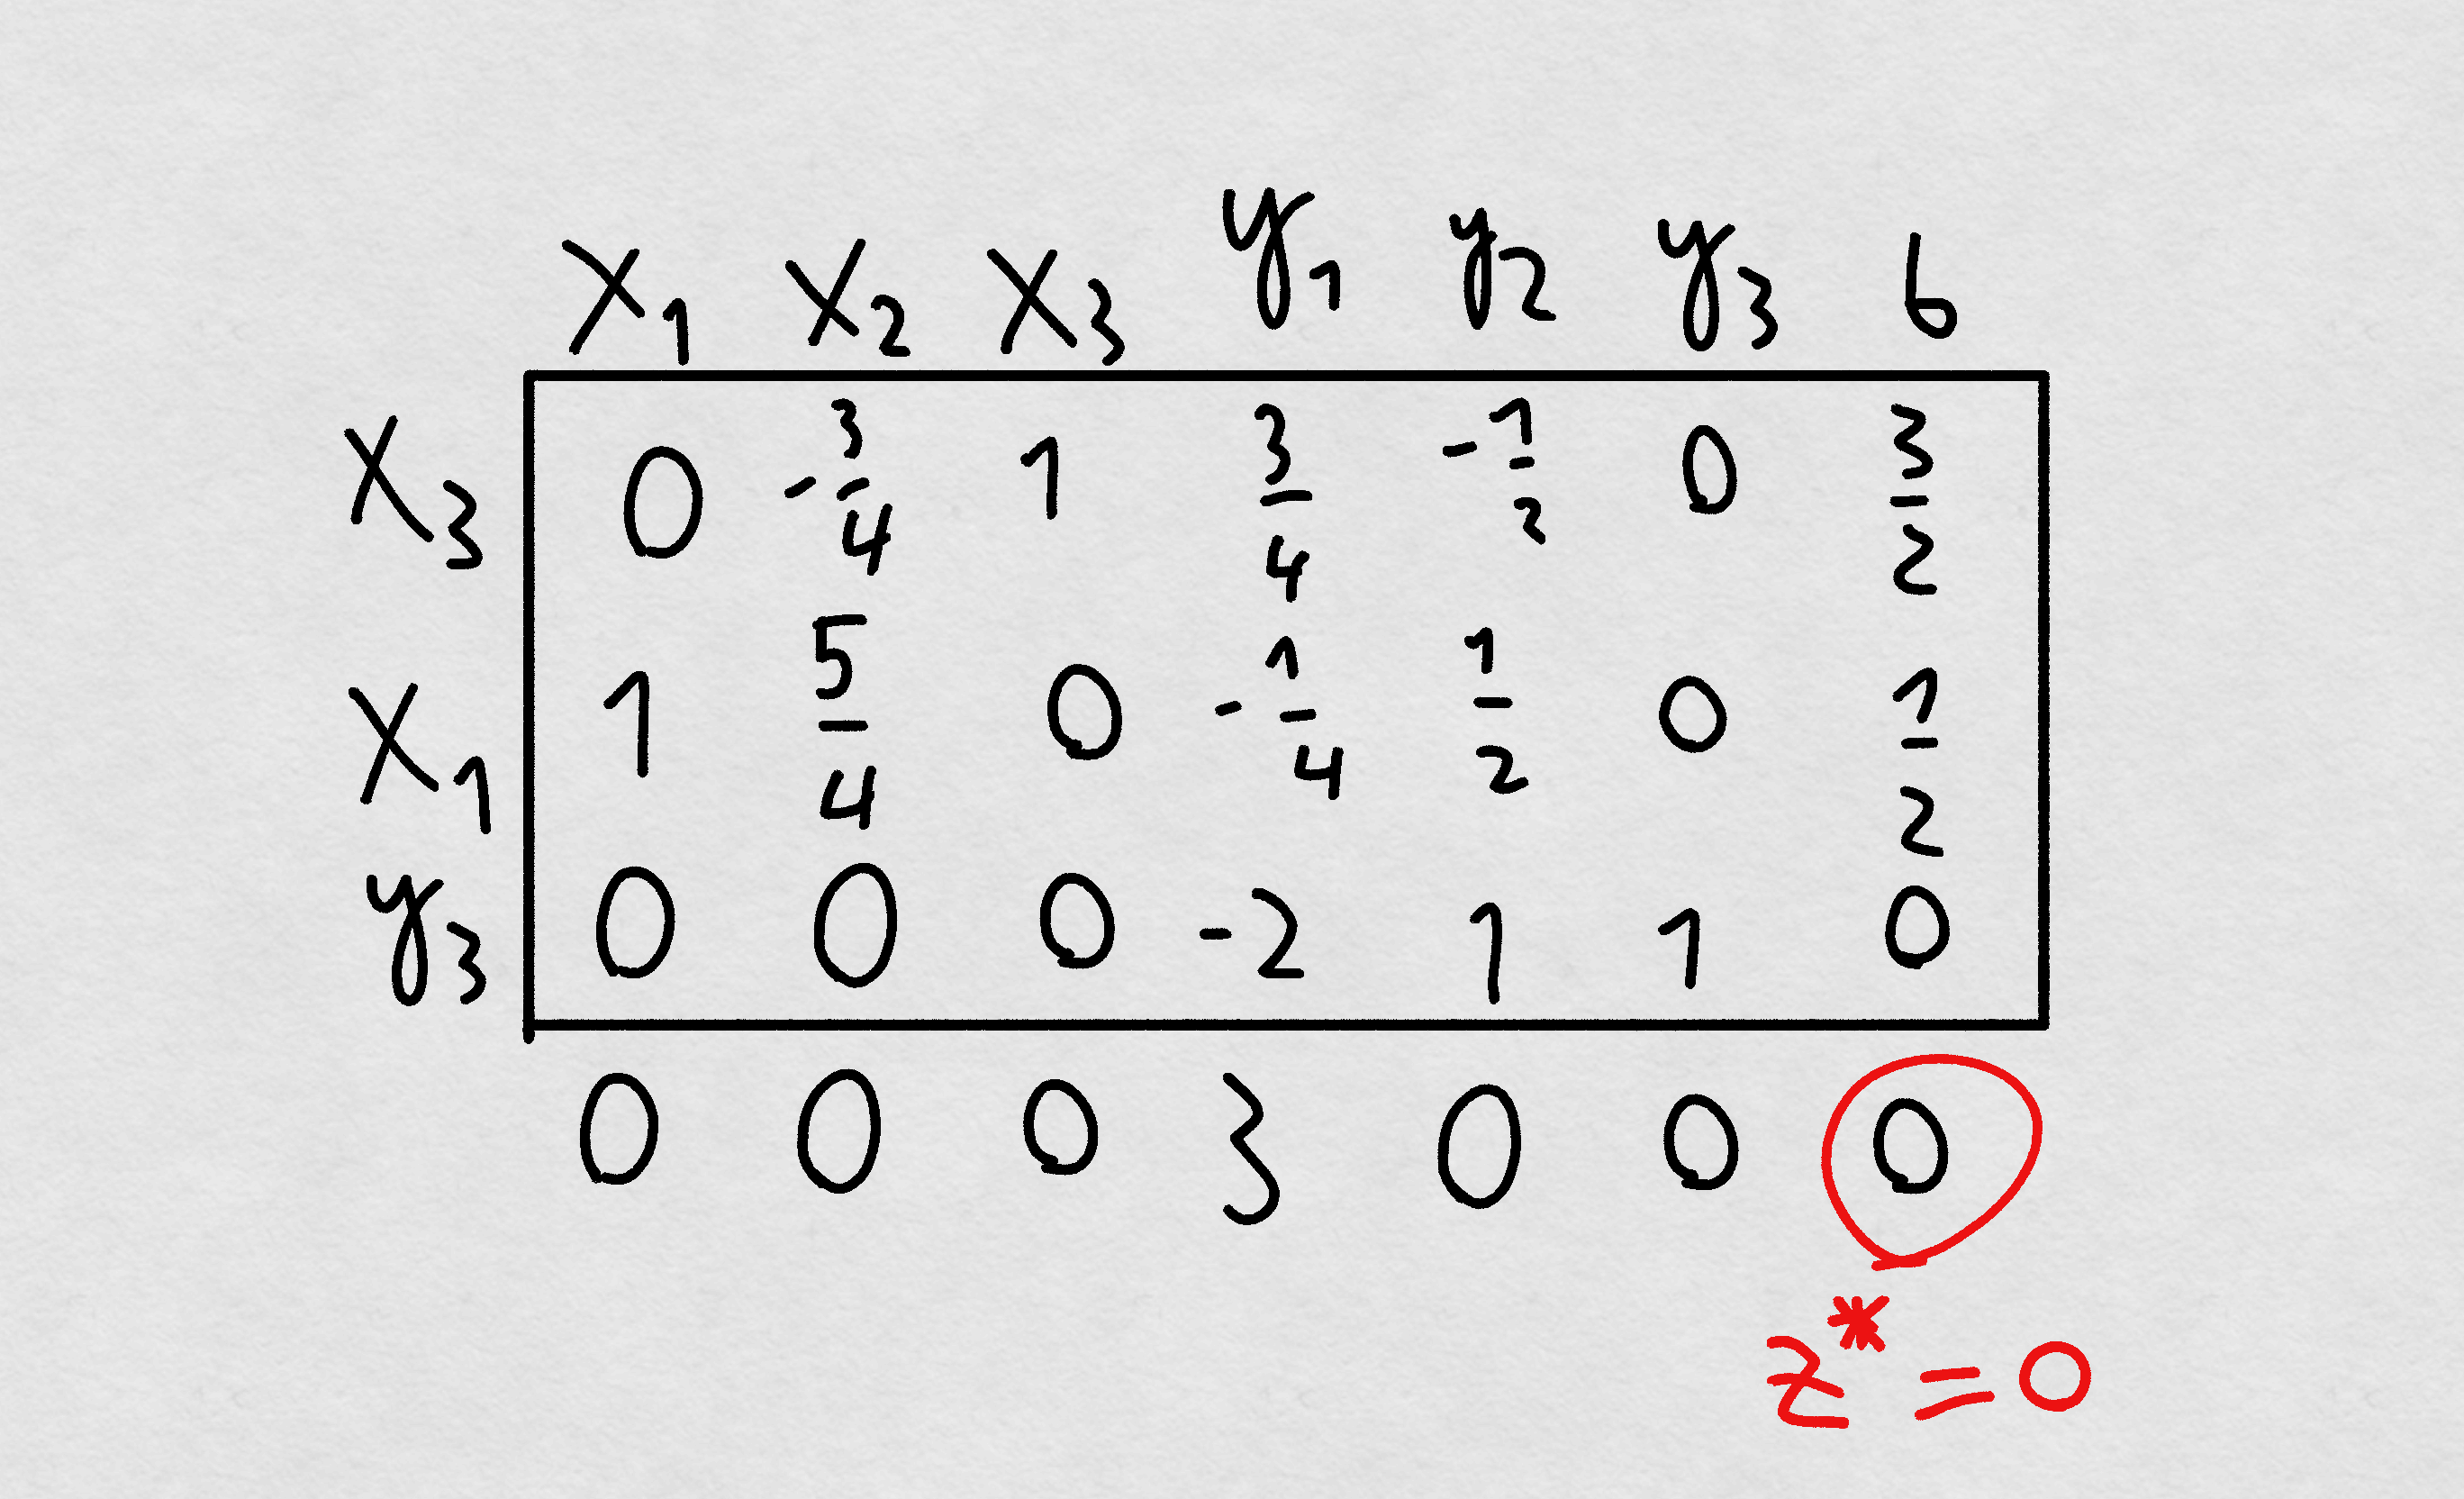 x₁ x₂ x₃ y₁ y₂ y₃ b
x₃ 0 -3/4 1 3/4 -1/2 0 3/2
x₁ 1 5/4 0 -1/4 1/2 0 1/2
y₃ 0 0 0 -2 1 1 0
0 0 0 3 0 0 0
z* = 0